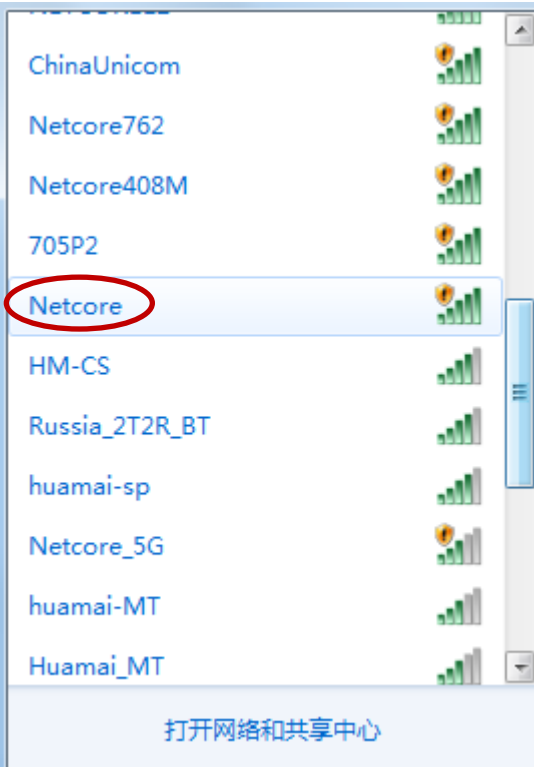 ChinaUnicom
Netcore762
Netcore408M
705P2
Netcore
HM-CS
Russia_2T2R_BT
huamai-sp
Netcore_5G
huamai-MT
Huamai_MT
打开网络和共享中心